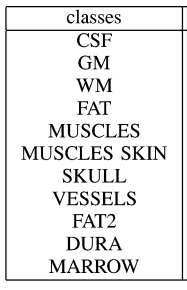 classes
CSF
GM
WM
FAT
MUSCLES
MUSCLES SKIN
SKULL
VESSELS
FAT2
DURA
MARROW